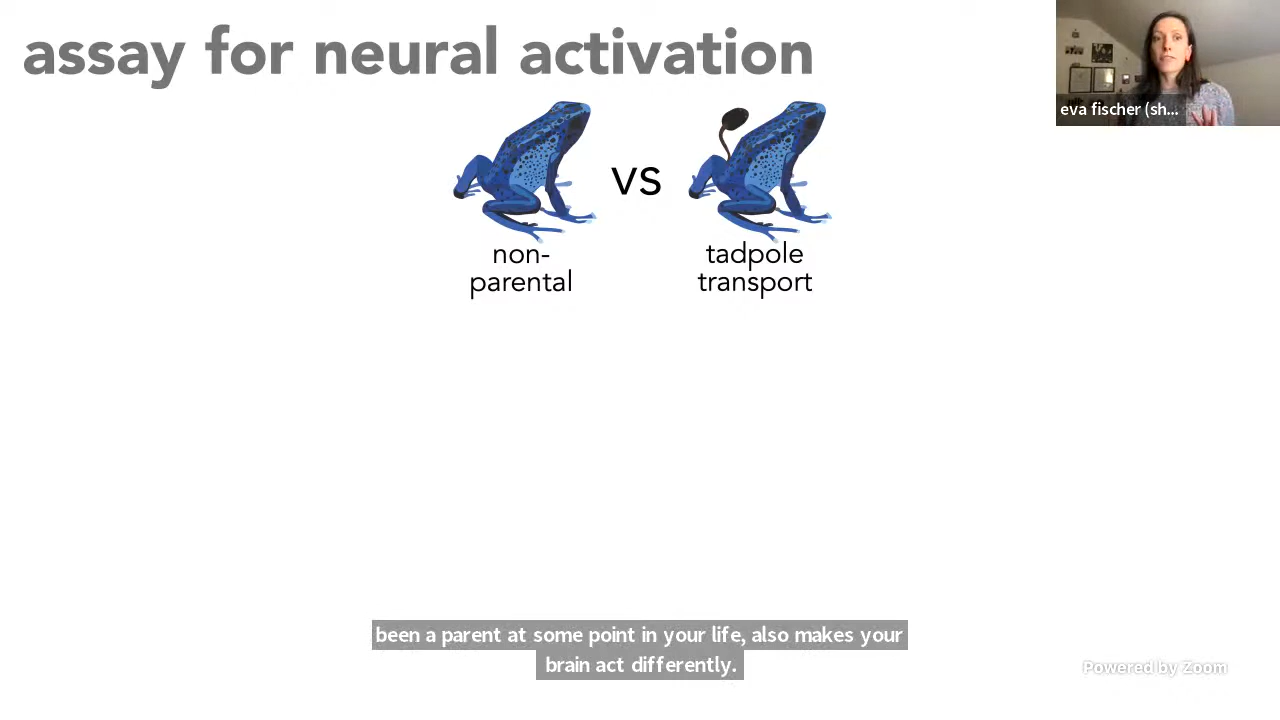 assay for neural activation
eva fischer (sh...
vs
non-
parental
tadpole
transport
been a parent at some point in your life, also makes your
brain act differently.
Powered by Zoom